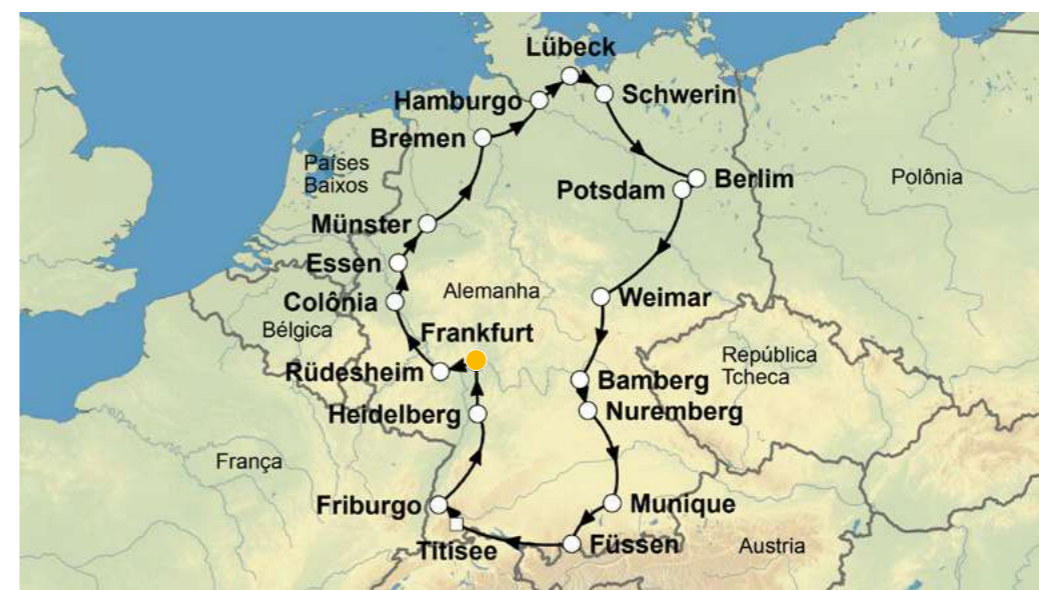 Lübeck
Schwerin
Hamburgo
Bremen
Países
Baixos
Berlim
Polônia
Potsdam
Münster
Essen
Colônia
Alemanha
Weimar
Bélgica
Frankfurt
República
Tcheca
Rüdesheim
Bamberg
Heidelberg
Nuremberg
França
Friburgo
Munique
Titisee
Füssen
Austria